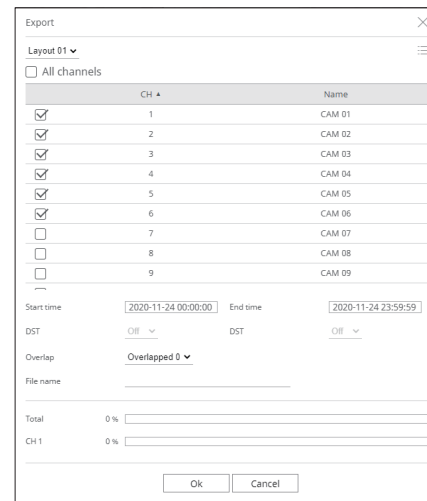 Export
Layout 01
All channels
CH ▲ Name
1 CAM 01
2 CAM 02
3 CAM 03
4 CAM 04
5 CAM 05
6 CAM 06
7 CAM 07
8 CAM 08
9 CAM 09
Start time 2020-11-24 00:00:00 End time 2020-11-24 23:59:59
DST Off DST Off
Overlap Overlapped 0
File name
Total 0 %
CH 1 0 %
Ok Cancel